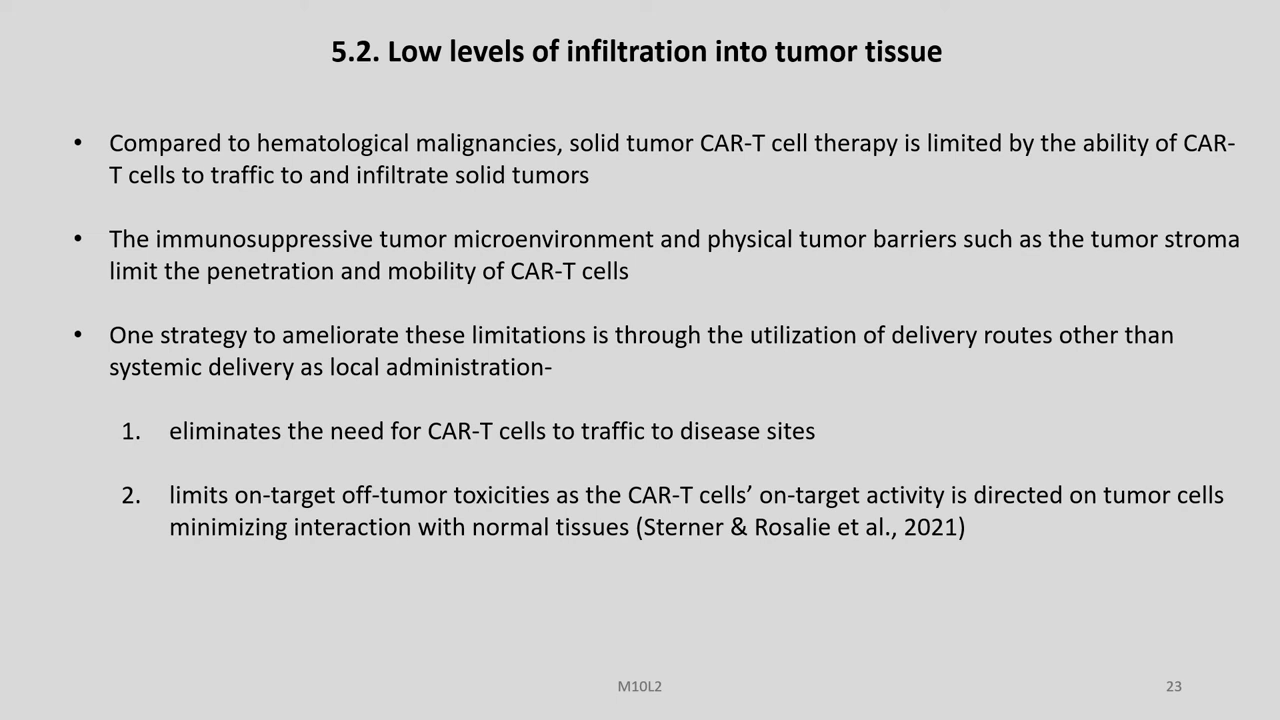 5.2. Low levels of infiltration into tumor tissue
• Compared to hematological malignancies, solid tumor CAR-T cell therapy is limited by the ability of CAR-
T cells to traffic to and infiltrate solid tumors
• The immunosuppressive tumor microenvironment and physical tumor barriers such as the tumor stroma
limit the penetration and mobility of CAR-T cells
• One strategy to ameliorate these limitations is through the utilization of delivery routes other than
systemic delivery as local administration-
1. eliminates the need for CAR-T cells to traffic to disease sites
2. limits on-target off-tumor toxicities as the CAR-T cells’ on-target activity is directed on tumor cells
minimizing interaction with normal tissues (Sterner & Rosalie et al., 2021)
M10L2
23